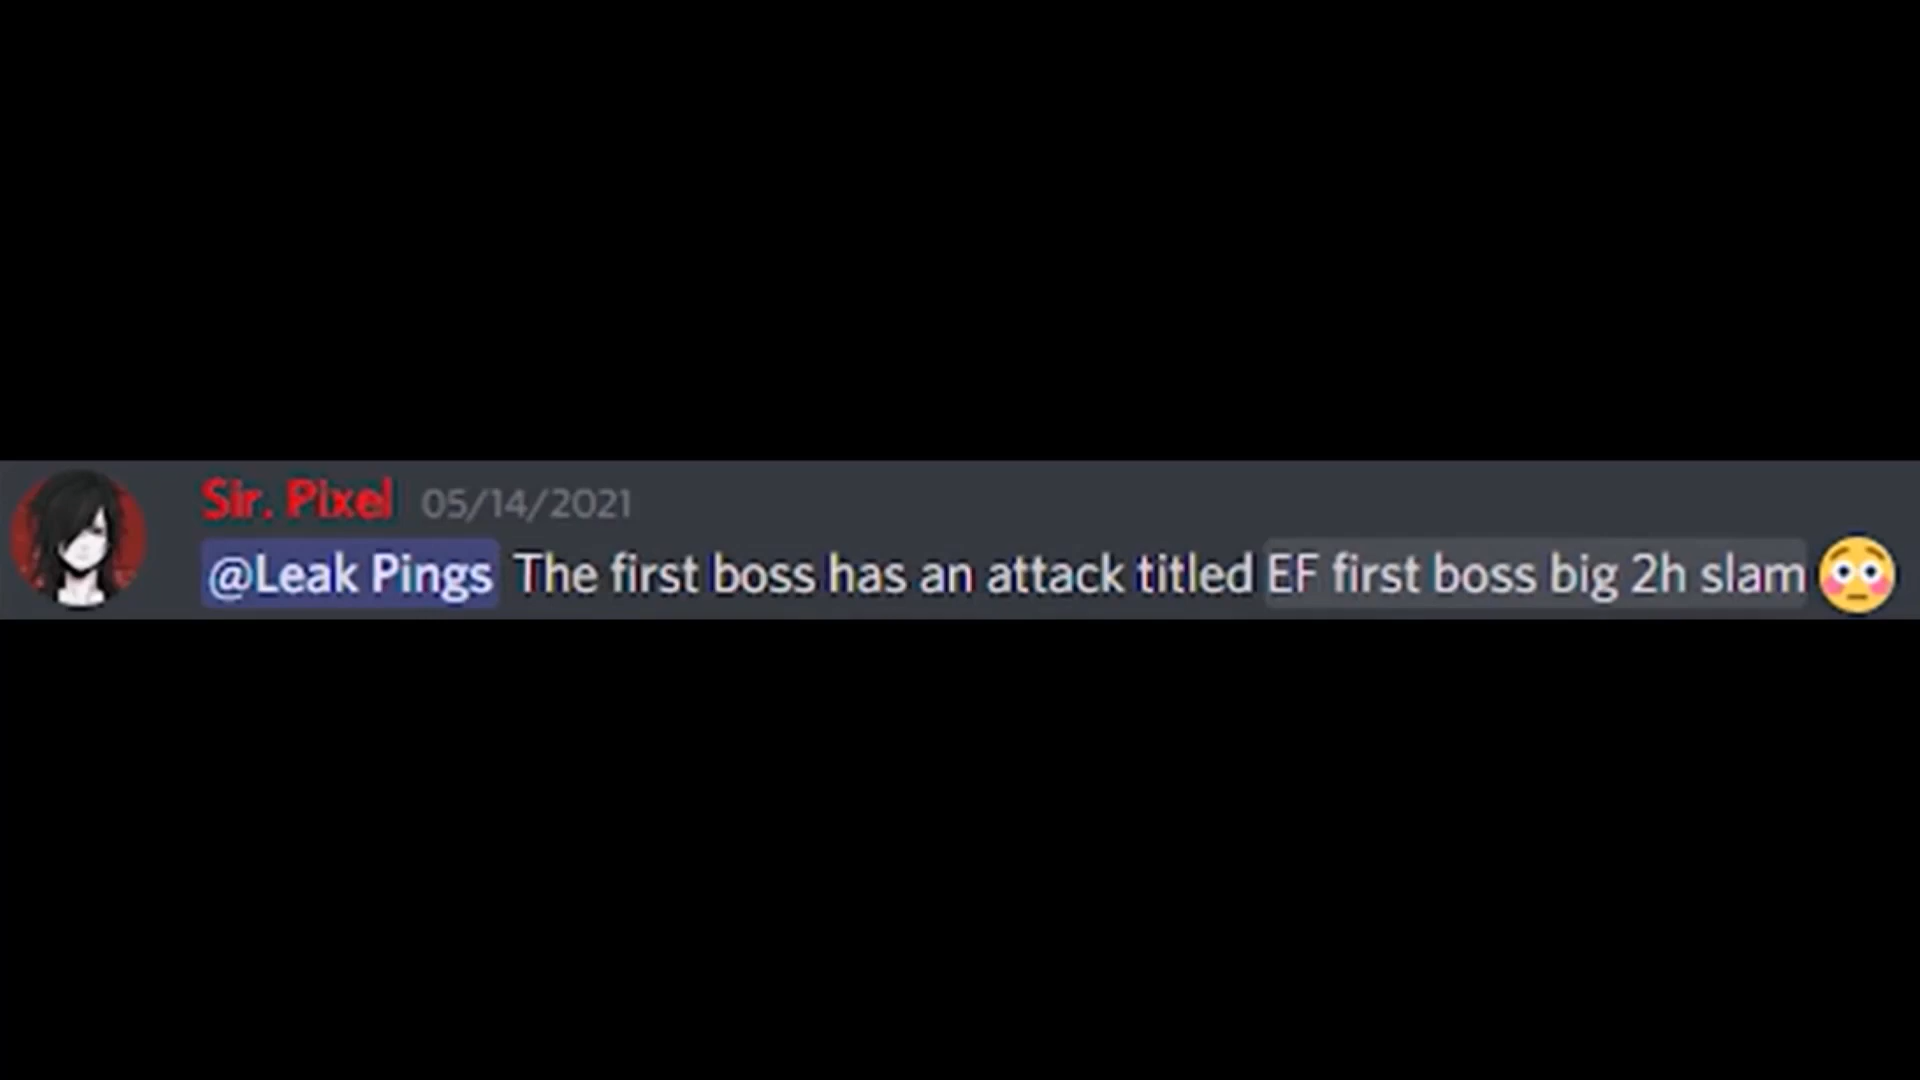 Sir. Pixel 05/14/2021
@Leak Pings The first boss has an attack titled EF first boss big 2h slam 😳